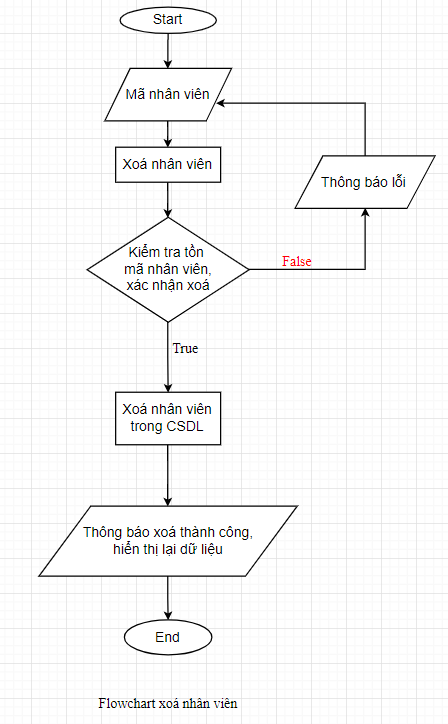 Start
Mã nhân viên
Xoá nhân viên
Thông báo lỗi
Kiểm tra tồn
mã nhân viên,
xác nhận xoá
False
True
Xoá nhân viên
trong CSDL
Thông báo xoá thành công,
hiển thị lại dữ liệu
End
Flowchart xoá nhân viên